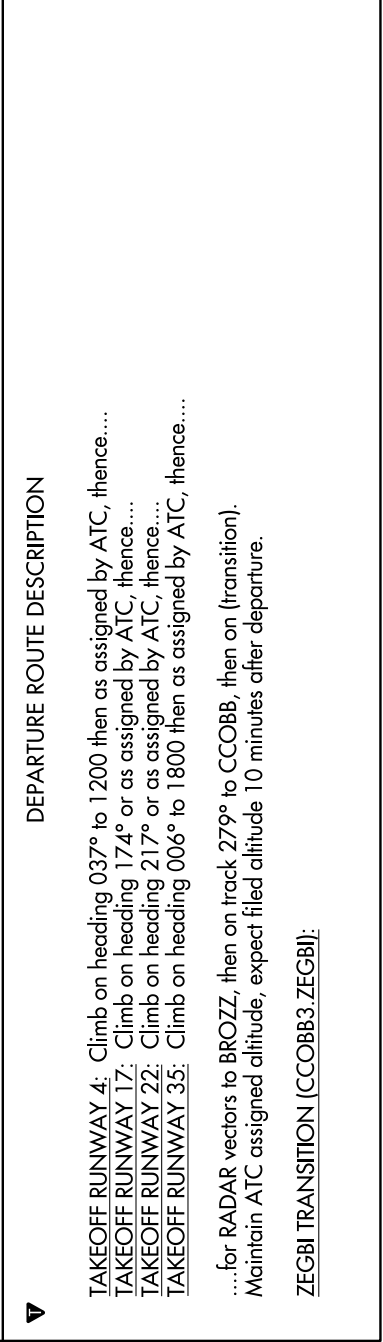 T
DEPARTURE ROUTE DESCRIPTION
TAKEOFF RUNWAY 4: Climb on heading 037° to 1200 then as assigned by ATC, thence....
TAKEOFF RUNWAY 17: Climb on heading 174° or as assigned by ATC, thence....
TAKEOFF RUNWAY 22: Climb on heading 217° or as assigned by ATC, thence....
TAKEOFF RUNWAY 35: Climb on heading 006° to 1800 then as assigned by ATC, thence....
....for RADAR vectors to BROZZ, then on track 279° to CCOBB, then on (transition).
Maintain ATC assigned altitude, expect filed altitude 10 minutes after departure.
ZEGBI TRANSITION (CCOBB3.ZEGBI):